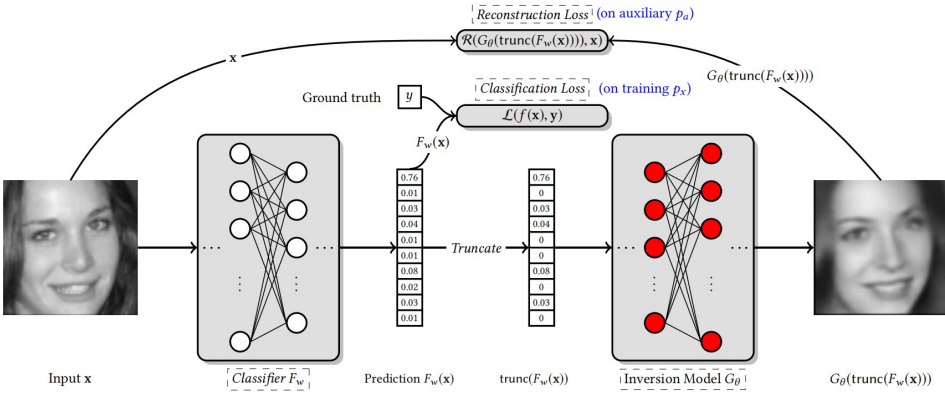 Reconstruction Loss (on auxiliary pₐ)
ℛ(G_θ(trunc(F_w(𝐱)))), 𝐱)
𝐱
G_θ(trunc(F_w(𝐱))))
Ground truth
y
Classification Loss (on training pₓ)
ℒ(f(𝐱), 𝐲)
F_w(𝐱)
0.76
0.01
0.03
0.04
0.01
0.01
0.08
0.02
0.03
0.01
Truncate
0.76
0
0.03
0.04
0
0
0.08
0
0.03
0
...
...
...
...
⋮
⋮
⋮
⋮
Input 𝐱
Classifier F_w
Prediction F_w(𝐱)
trunc(F_w(𝐱))
Inversion Model G_θ
G_θ(trunc(F_w(𝐱)))